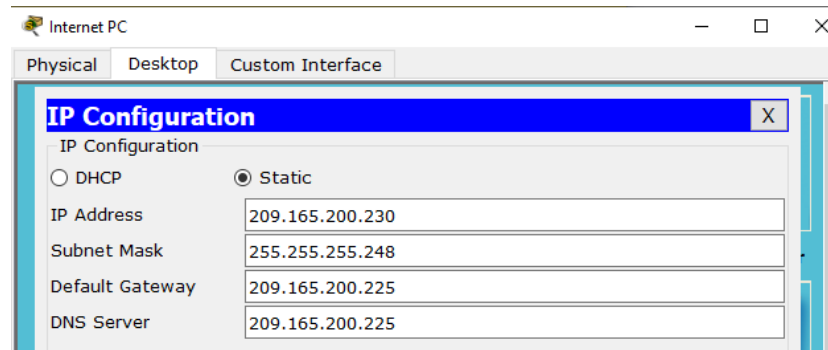 Internet PC
Physical Desktop Custom Interface
IP Configuration X
IP Configuration
DHCP Static
IP Address 209.165.200.230
Subnet Mask 255.255.255.248
Default Gateway 209.165.200.225
DNS Server 209.165.200.225